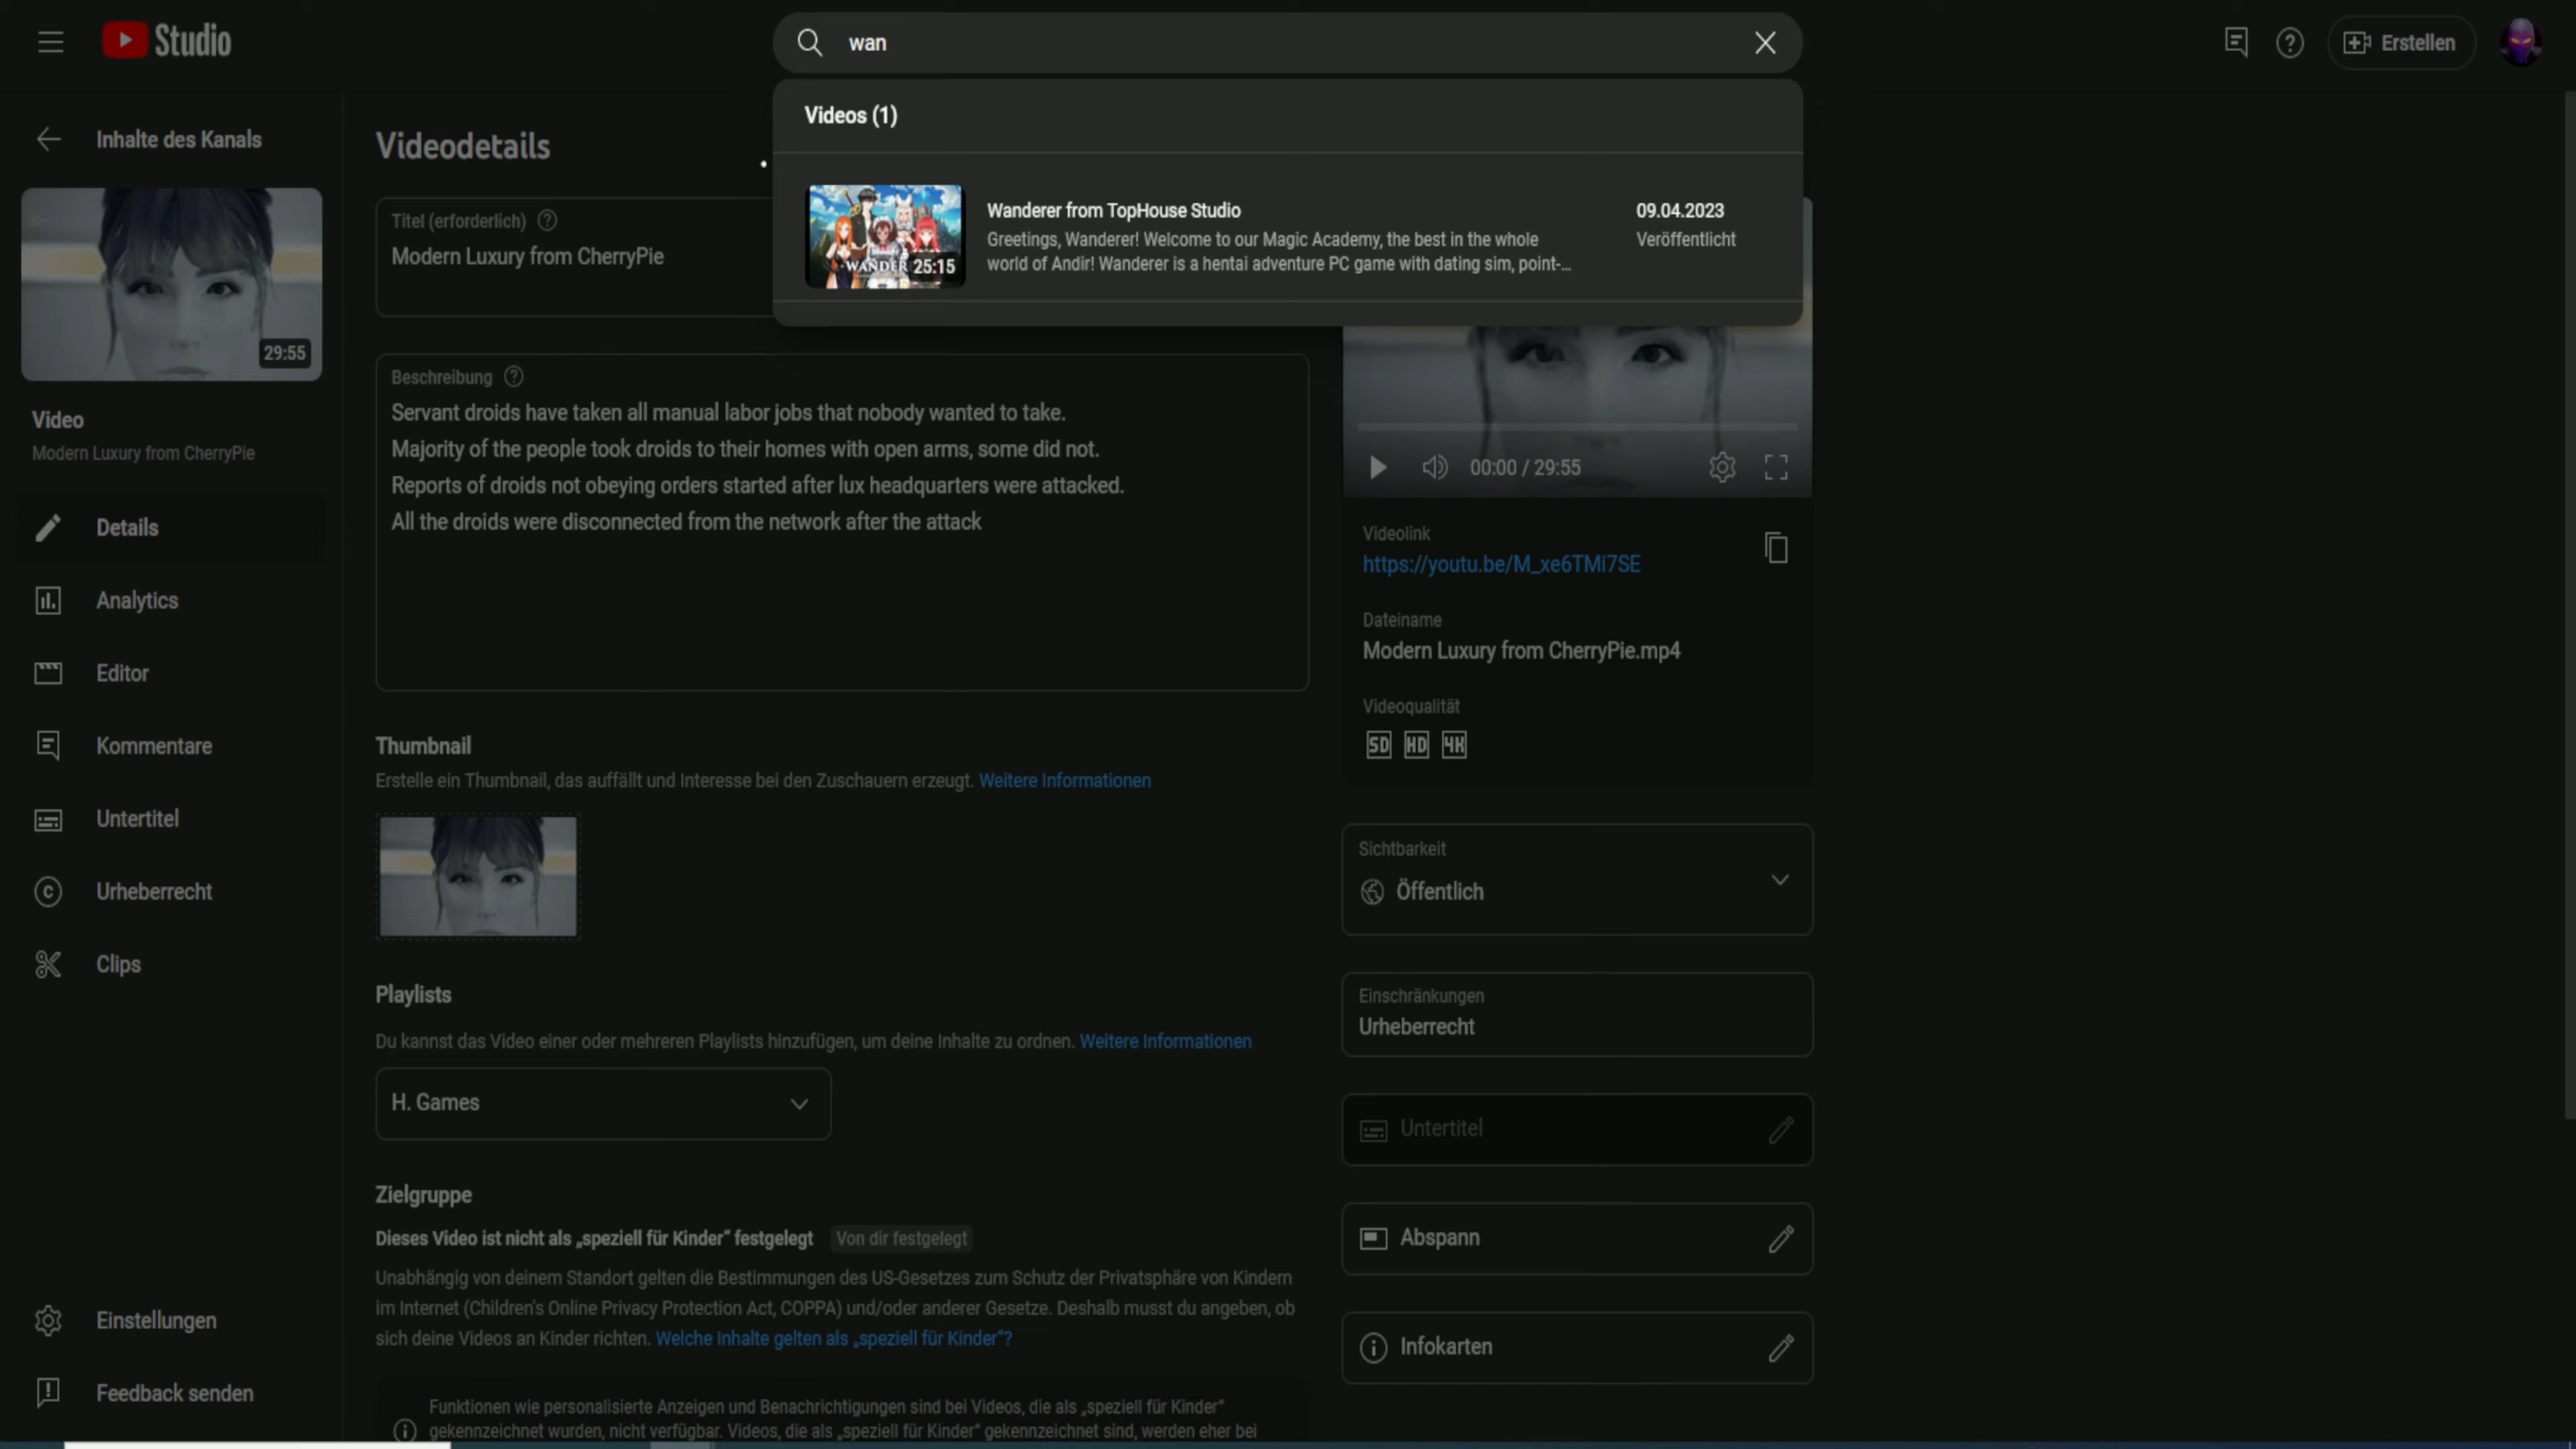 Studio
wan
Erstellen
Videos (1)
WANDER 25:15
Wanderer from TopHouse Studio
Greetings, Wanderer! Welcome to our Magic Academy, the best in the whole
world of Andir! Wanderer is a hentai adventure PC game with dating sim, point-...
09.04.2023
Veröffentlicht
Inhalte des Kanals
29:55
Video
Modern Luxury from CherryPie
Details
Analytics
Editor
Kommentare
Untertitel
Urheberrecht
Clips
Einstellungen
Feedback senden
Videodetails
Titel (erforderlich)
Modern Luxury from CherryPie
Beschreibung
Servant droids have taken all manual labor jobs that nobody wanted to take.
Majority of the people took droids to their homes with open arms, some did not.
Reports of droids not obeying orders started after lux headquarters were attacked.
All the droids were disconnected from the network after the attack
Thumbnail
Erstelle ein Thumbnail, das auffällt und Interesse bei den Zuschauern erzeugt. Weitere Informationen
Playlists
Du kannst das Video einer oder mehreren Playlists hinzufügen, um deine Inhalte zu ordnen. Weitere Informationen
H. Games
Zielgruppe
Dieses Video ist nicht als „speziell für Kinder“ festgelegt Von dir festgelegt
Unabhängig von deinem Standort gelten die Bestimmungen des US-Gesetzes zum Schutz der Privatsphäre von Kindern
im Internet (Children's Online Privacy Protection Act, COPPA) und/oder anderer Gesetze. Deshalb musst du angeben, ob
sich deine Videos an Kinder richten. Welche Inhalte gelten als „speziell für Kinder“?
Funktionen wie personalisierte Anzeigen und Benachrichtigungen sind bei Videos, die als „speziell für Kinder“
gekennzeichnet wurden, nicht verfügbar. Videos, die als „speziell für Kinder“ gekennzeichnet sind, werden eher bei
00:00 / 29:55
Videolink
https://youtu.be/M_xe6TMi7SE
Dateiname
Modern Luxury from CherryPie.mp4
Videoqualität
SD HD 4K
Sichtbarkeit
Öffentlich
Einschränkungen
Urheberrecht
Untertitel
Abspann
Infokarten